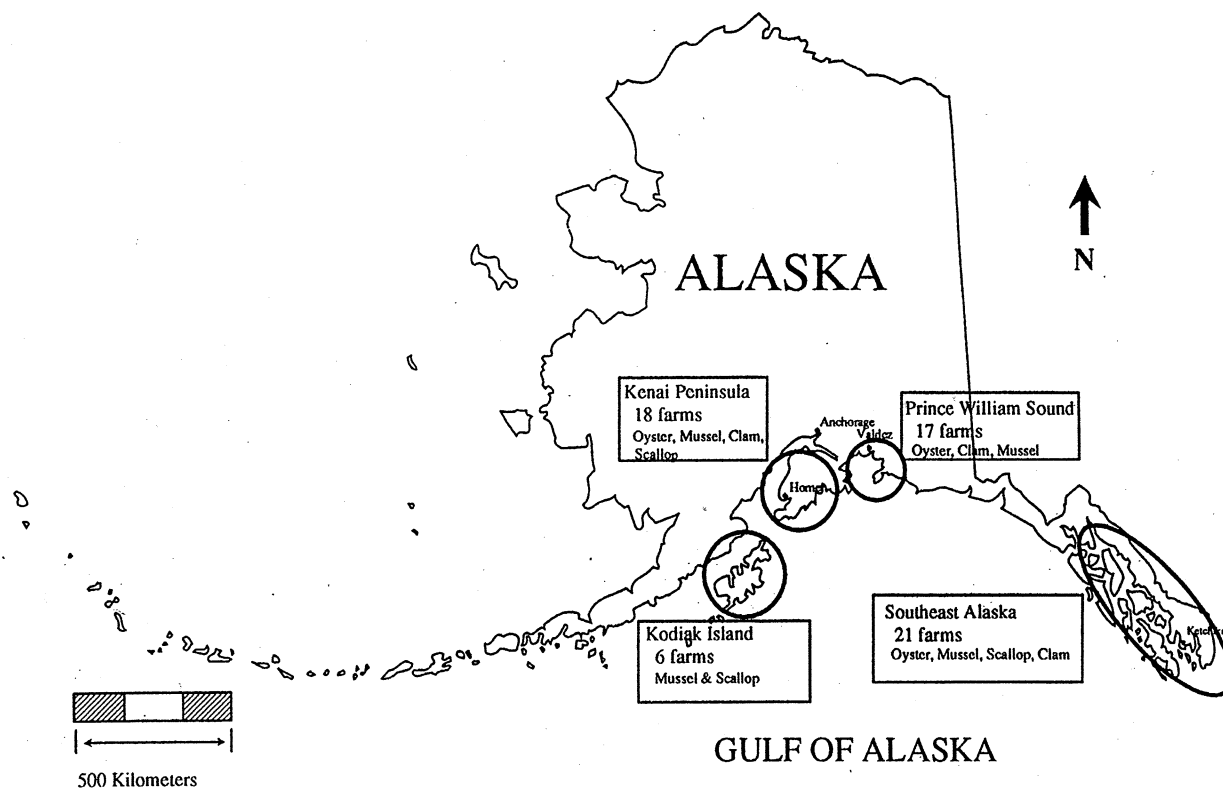 N
ALASKA
Kenai Peninsula
18 farms
Oyster, Mussel, Clam,
Scallop
Anchorage
Valdez
Prince William Sound
17 farms
Oyster, Clam, Mussel
Homer
Southeast Alaska
21 farms
Oyster, Mussel, Scallop, Clam
Kodiak Island
6 farms
Mussel & Scallop
GULF OF ALASKA
500 Kilometers